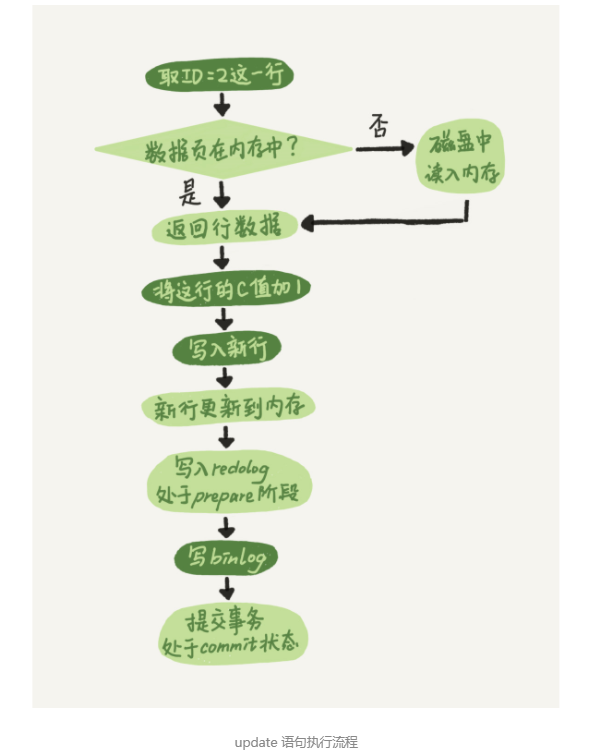 取ID=2这一行
数据页在内存中?
否
磁盘中
读入内存
是
返回行数据
将这行的C值加1
写入新行
新行更新到内存
写入redolog
处于prepare阶段
写binlog
提交事务
处于commit状态
update 语句执行流程